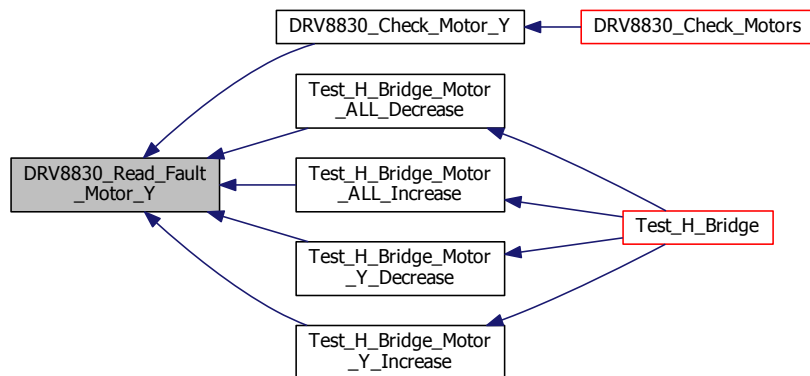 DRV8830_Check_Motor_Y
DRV8830_Check_Motors
Test_H_Bridge_Motor
_ALL_Decrease
DRV8830_Read_Fault
_Motor_Y
Test_H_Bridge_Motor
_ALL_Increase
Test_H_Bridge
Test_H_Bridge_Motor
_Y_Decrease
Test_H_Bridge_Motor
_Y_Increase